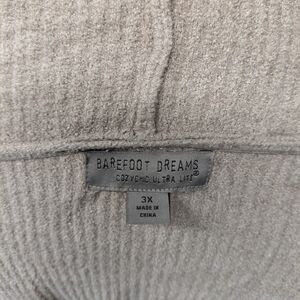 BAREFOOT DREAMS
COZYCHIC ULTRA LITE®
3X
MADE IN
CHINA